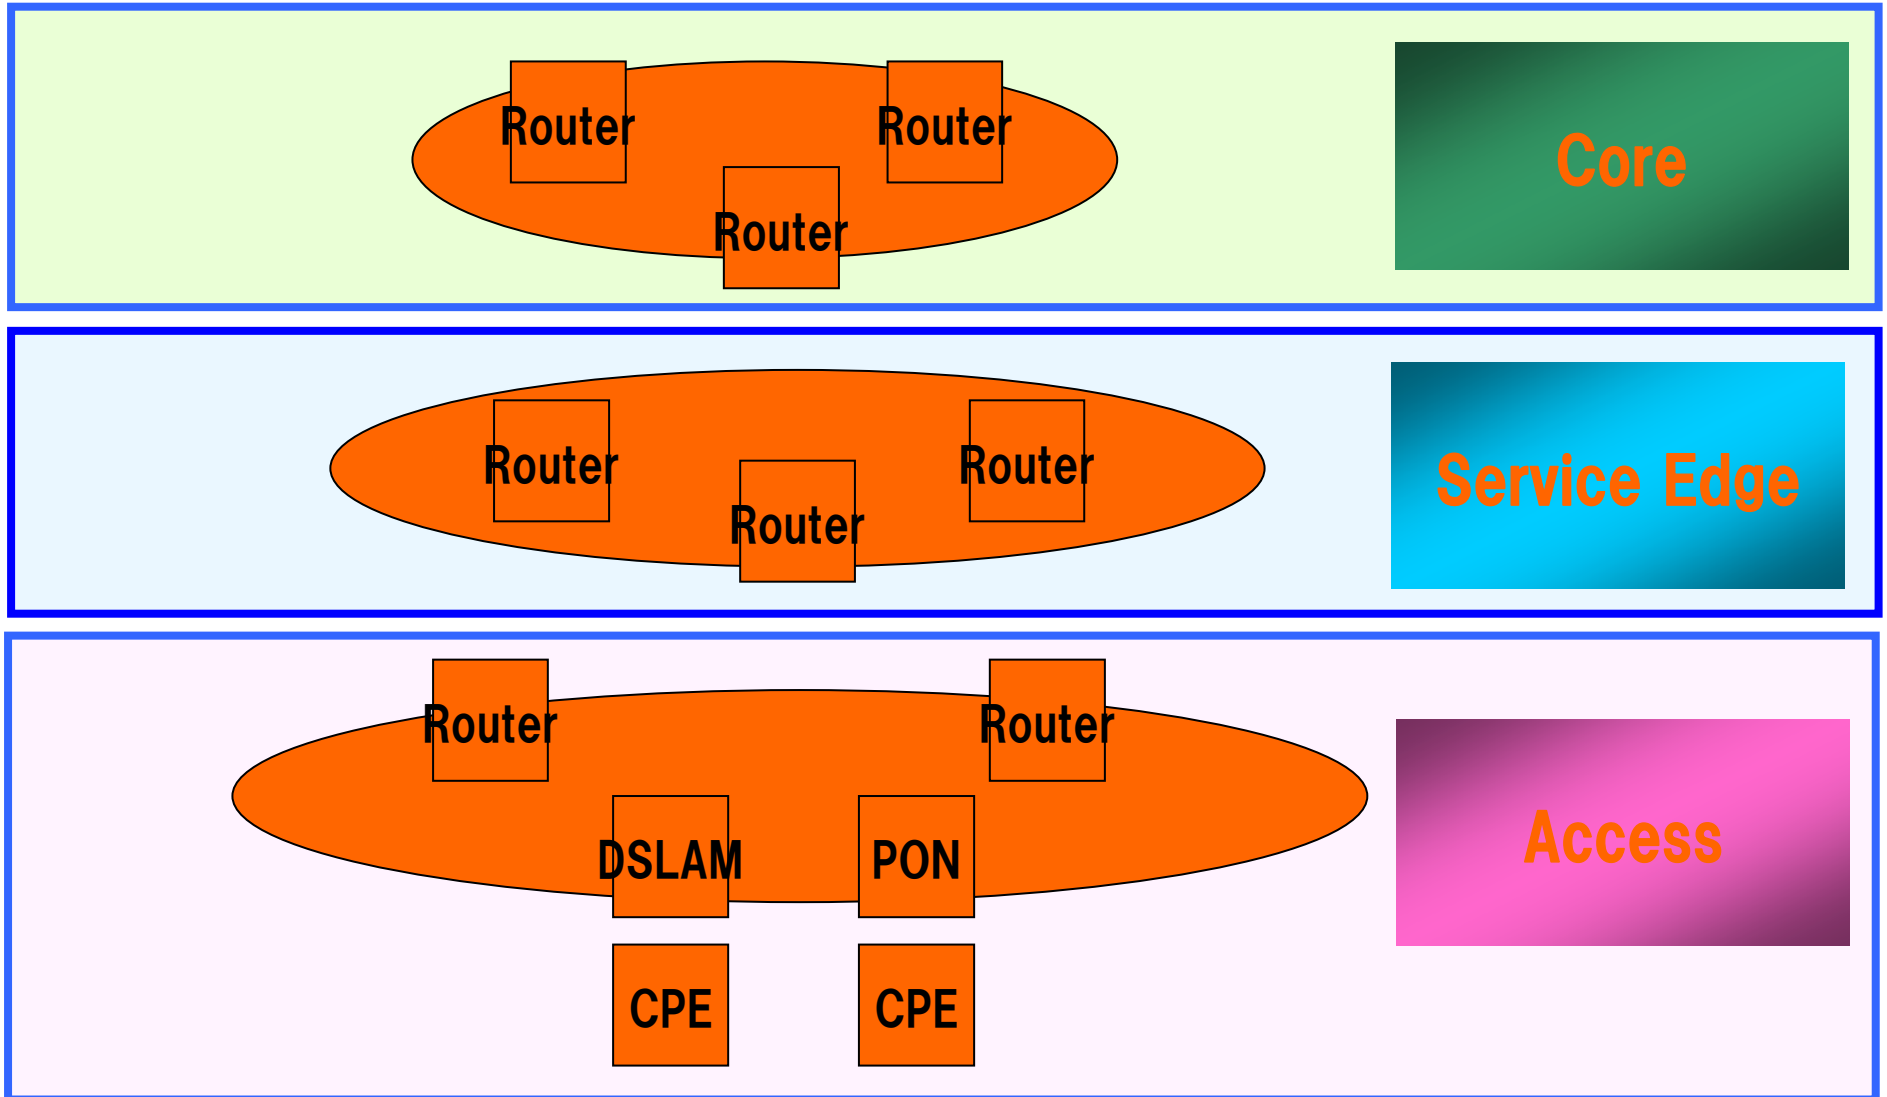 Router
Router
Router
Core
Router
Router
Router
Service Edge
Router
Router
DSLAM
PON
Access
CPE
CPE